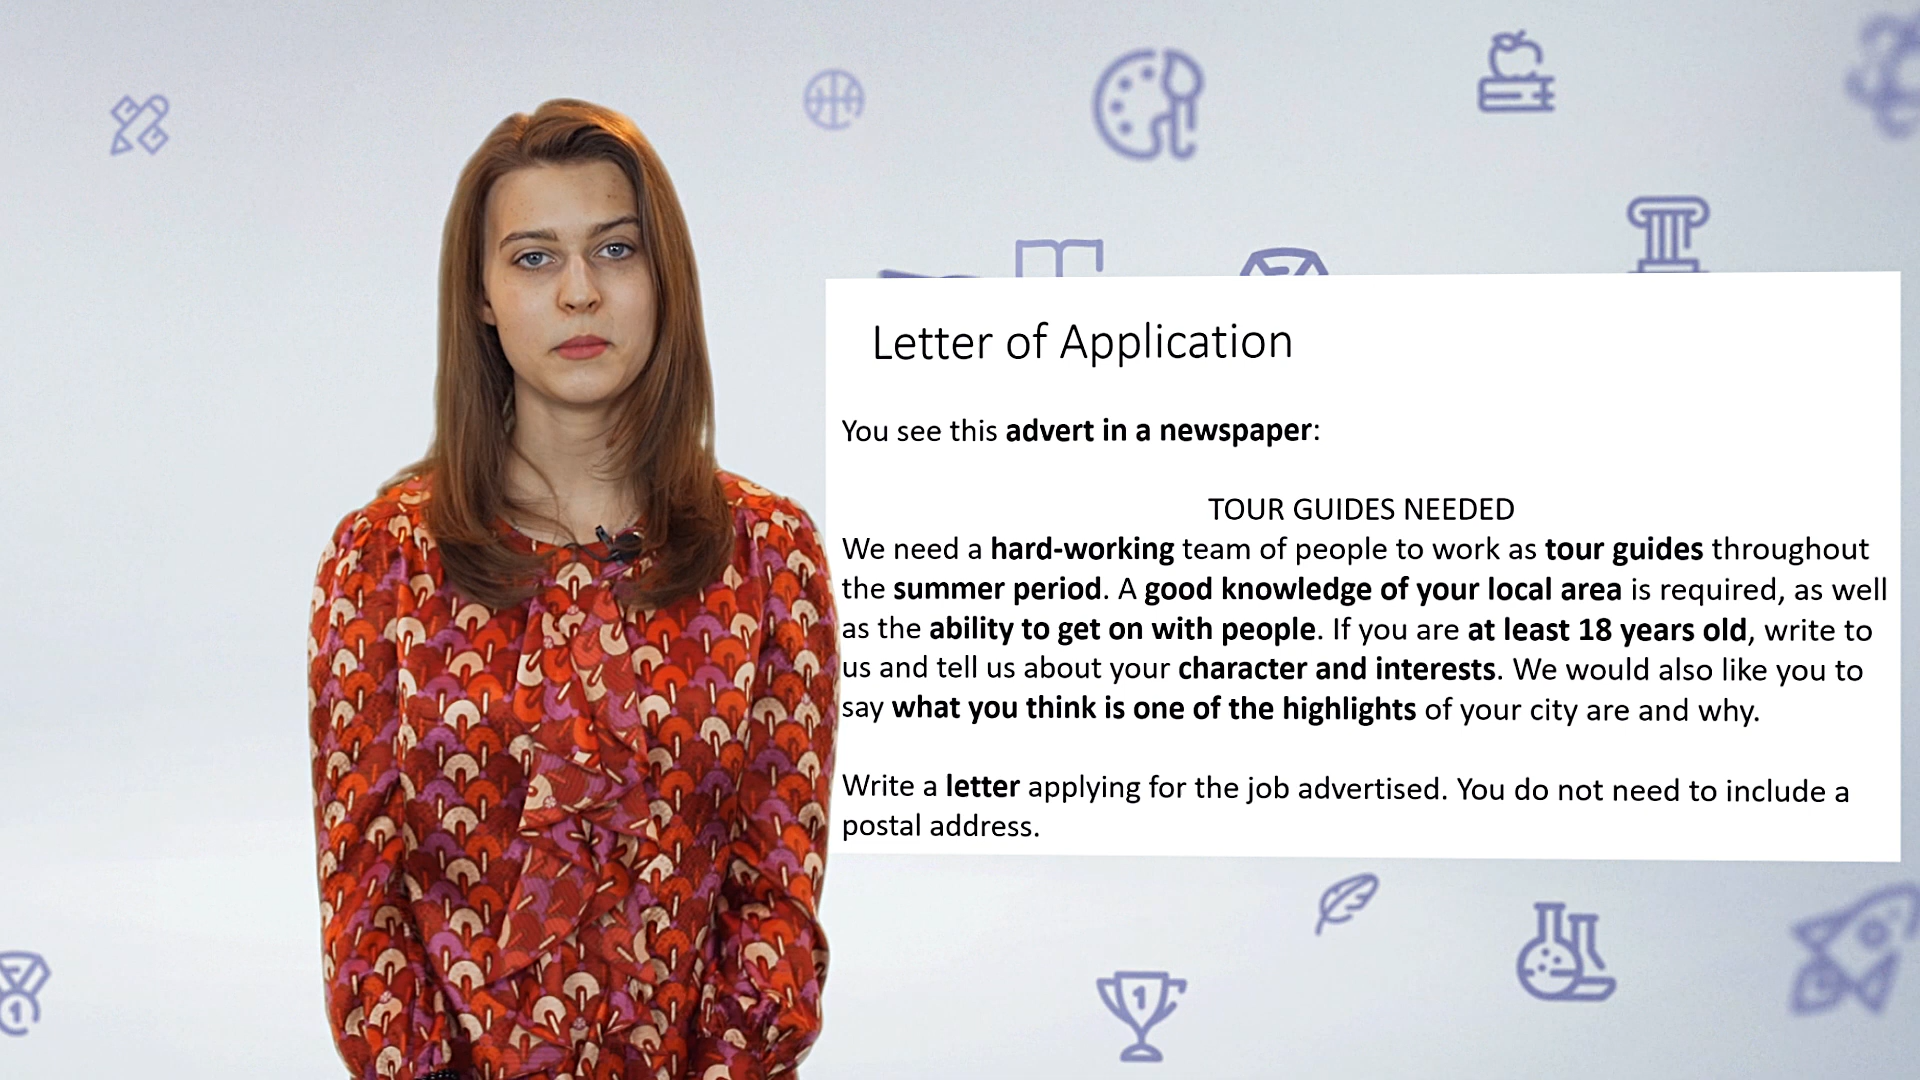 Letter of Application
You see this advert in a newspaper:
TOUR GUIDES NEEDED
We need a hard-working team of people to work as tour guides throughout
the summer period. A good knowledge of your local area is required, as well
as the ability to get on with people. If you are at least 18 years old, write to
us and tell us about your character and interests. We would also like you to
say what you think is one of the highlights of your city are and why.
Write a letter applying for the job advertised. You do not need to include a
postal address.
1
1